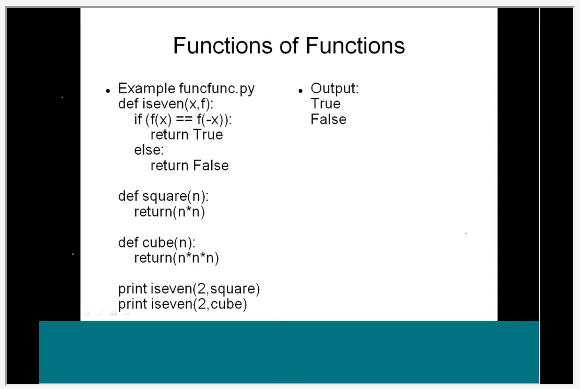 Functions of Functions
• Example funcfunc.py
def iseven(x,f):
if (f(x) == f(-x)):
return True
else:
return False
def square(n):
return(n*n)
def cube(n):
return(n*n*n)
print iseven(2,square)
print iseven(2,cube)
• Output:
True
False